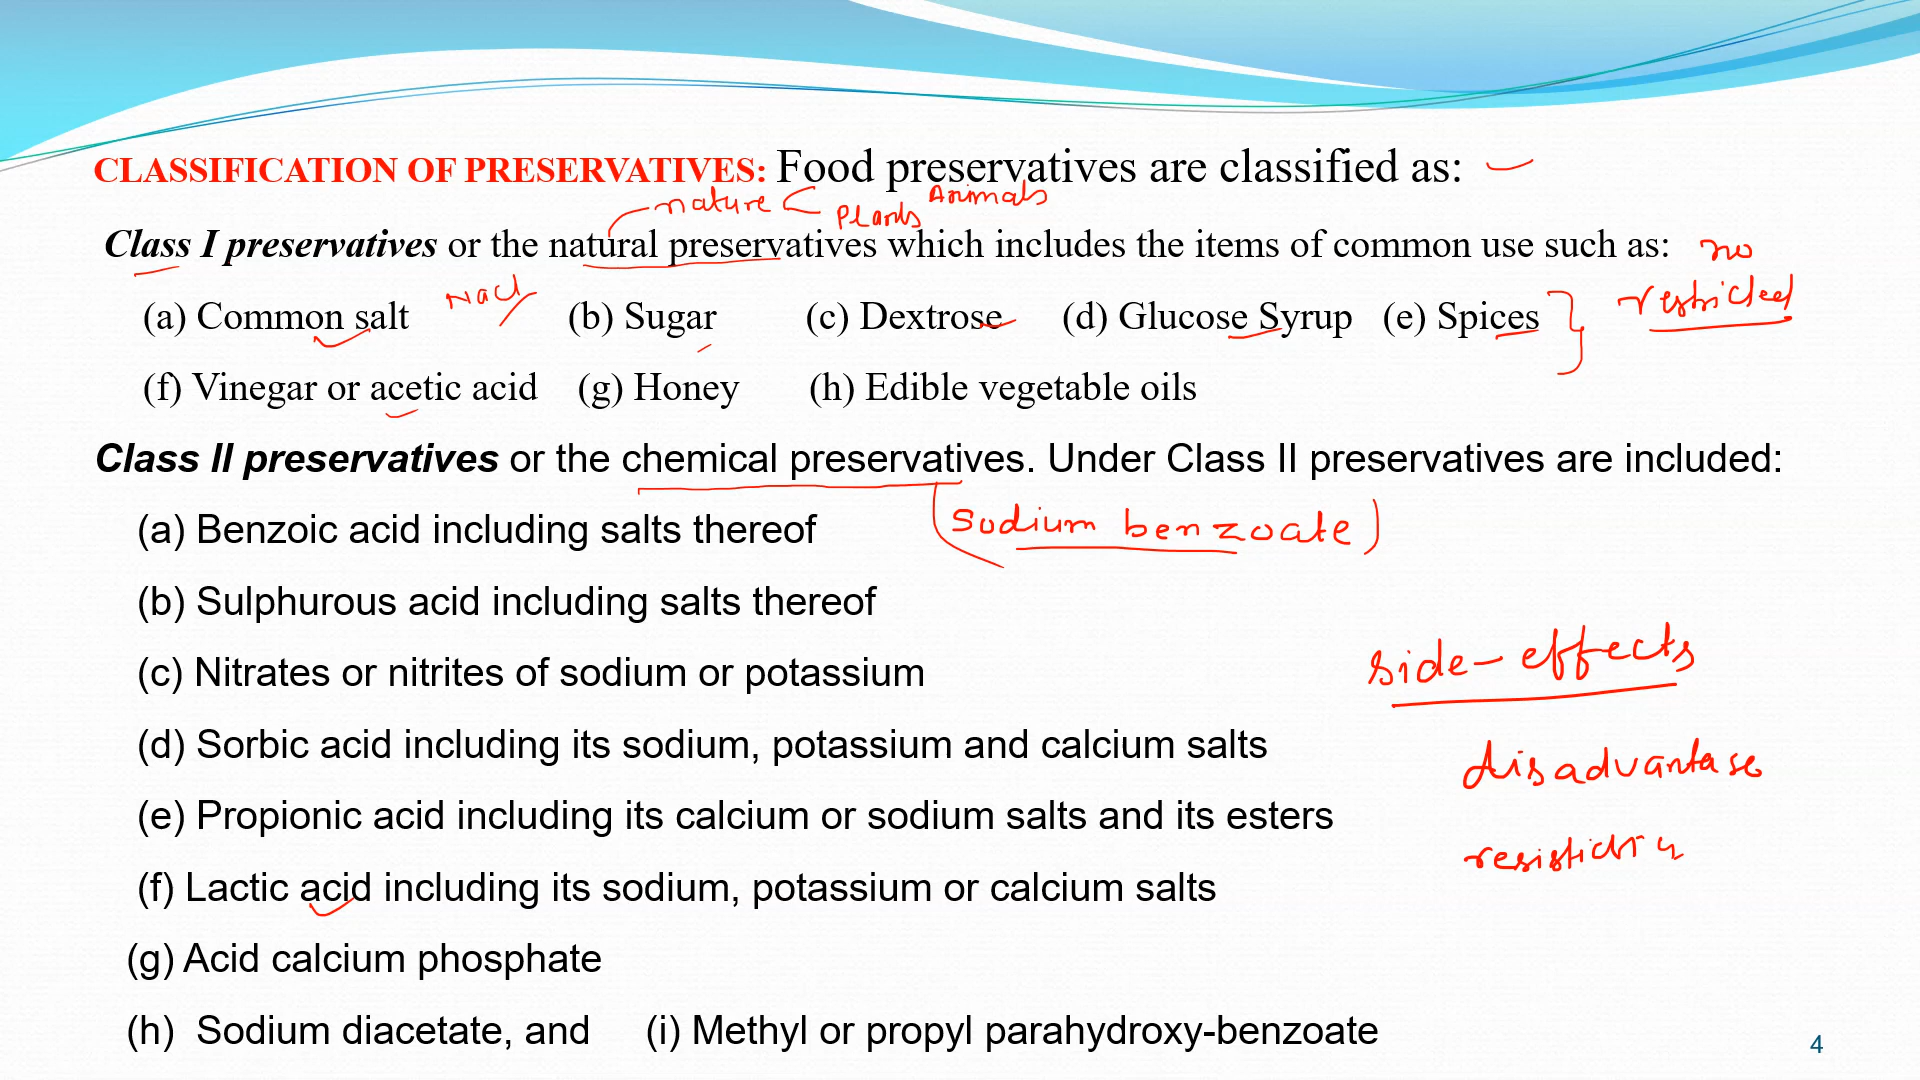 CLASSIFICATION OF PRESERVATIVES: Food preservatives are classified as:
nature Plants Animals
Class I preservatives or the natural preservatives which includes the items of common use such as: no
restricted
(a) Common salt NaCl (b) Sugar (c) Dextrose (d) Glucose Syrup (e) Spices
(f) Vinegar or acetic acid (g) Honey (h) Edible vegetable oils
Class II preservatives or the chemical preservatives. Under Class II preservatives are included:
(a) Benzoic acid including salts thereof (sodium benzoate)
(b) Sulphurous acid including salts thereof
side-effects
(c) Nitrates or nitrites of sodium or potassium
(d) Sorbic acid including its sodium, potassium and calcium salts
(e) Propionic acid including its calcium or sodium salts and its esters
(f) Lactic acid including its sodium, potassium or calcium salts
(g) Acid calcium phosphate
(h) Sodium diacetate, and (i) Methyl or propyl parahydroxy-benzoate
4